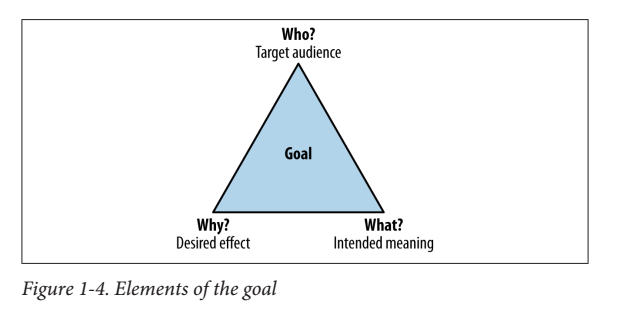 Who?
Target audience
Goal
Why?
Desired effect
What?
Intended meaning
Figure 1-4. Elements of the goal